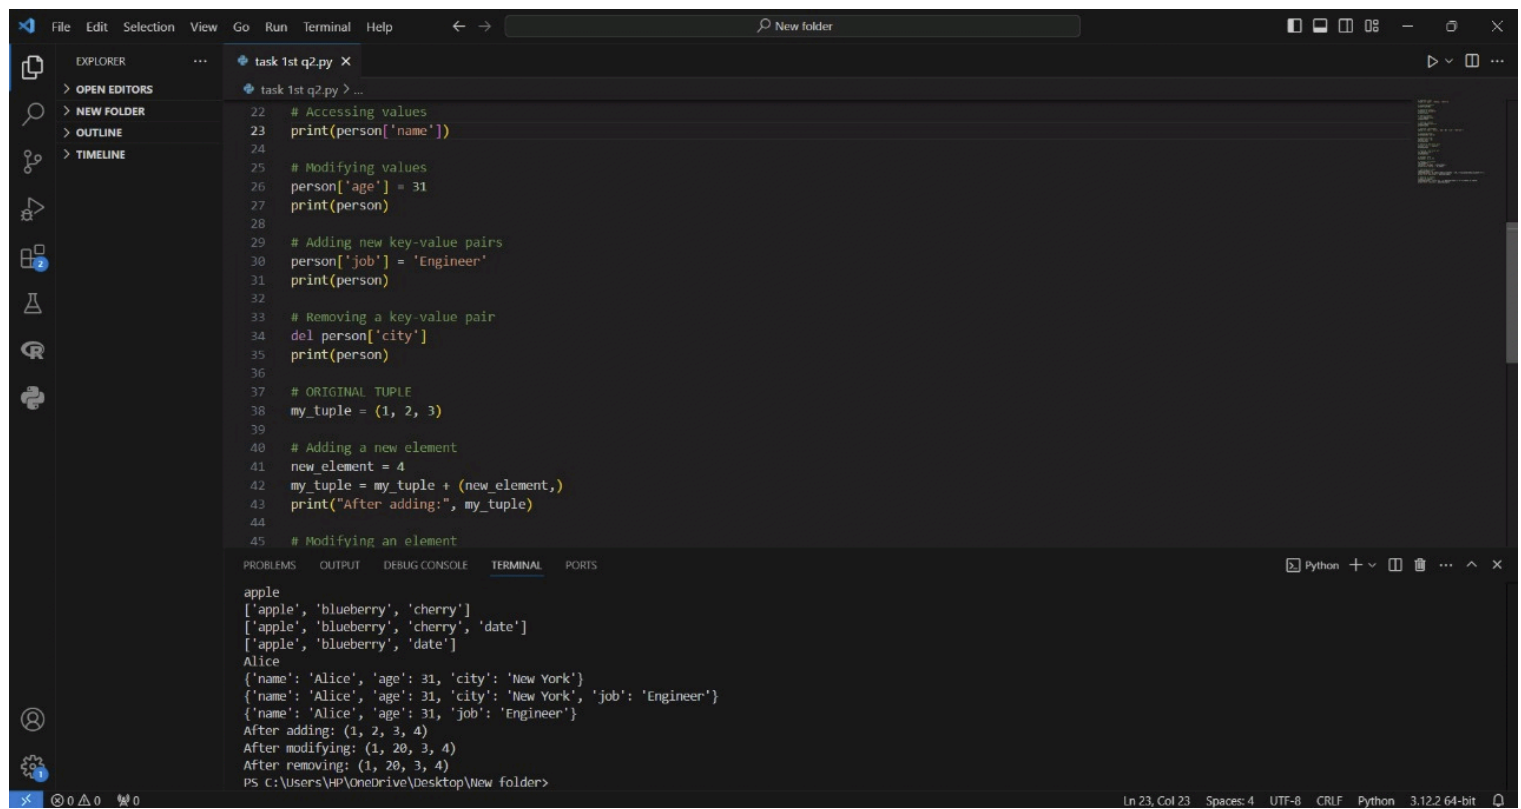 File Edit Selection View Go Run Terminal Help New folder
EXPLORER
OPEN EDITORS
NEW FOLDER
OUTLINE
TIMELINE
2
1
task 1st q2.py
task 1st q2.py > ...
22 # Accessing values
23 print(person['name'])
24
25 # Modifying values
26 person['age'] = 31
27 print(person)
28
29 # Adding new key-value pairs
30 person['job'] = 'Engineer'
31 print(person)
32
33 # Removing a key-value pair
34 del person['city']
35 print(person)
36
37 # ORIGINAL TUPLE
38 my_tuple = (1, 2, 3)
39
40 # Adding a new element
41 new_element = 4
42 my_tuple = my_tuple + (new_element,)
43 print("After adding:", my_tuple)
44
45 # Modifying an element
PROBLEMS OUTPUT DEBUG CONSOLE TERMINAL PORTS Python
apple
['apple', 'blueberry', 'cherry']
['apple', 'blueberry', 'cherry', 'date']
['apple', 'blueberry', 'date']
Alice
{'name': 'Alice', 'age': 31, 'city': 'New York'}
{'name': 'Alice', 'age': 31, 'city': 'New York', 'job': 'Engineer'}
{'name': 'Alice', 'age': 31, 'job': 'Engineer'}
After adding: (1, 2, 3, 4)
After modifying: (1, 20, 3, 4)
After removing: (1, 20, 3, 4)
PS C:\Users\HP\OneDrive\Desktop\New folder>
0 0 0 Ln 23, Col 23 Spaces: 4 UTF-8 CRLF Python 3.12.2 64-bit